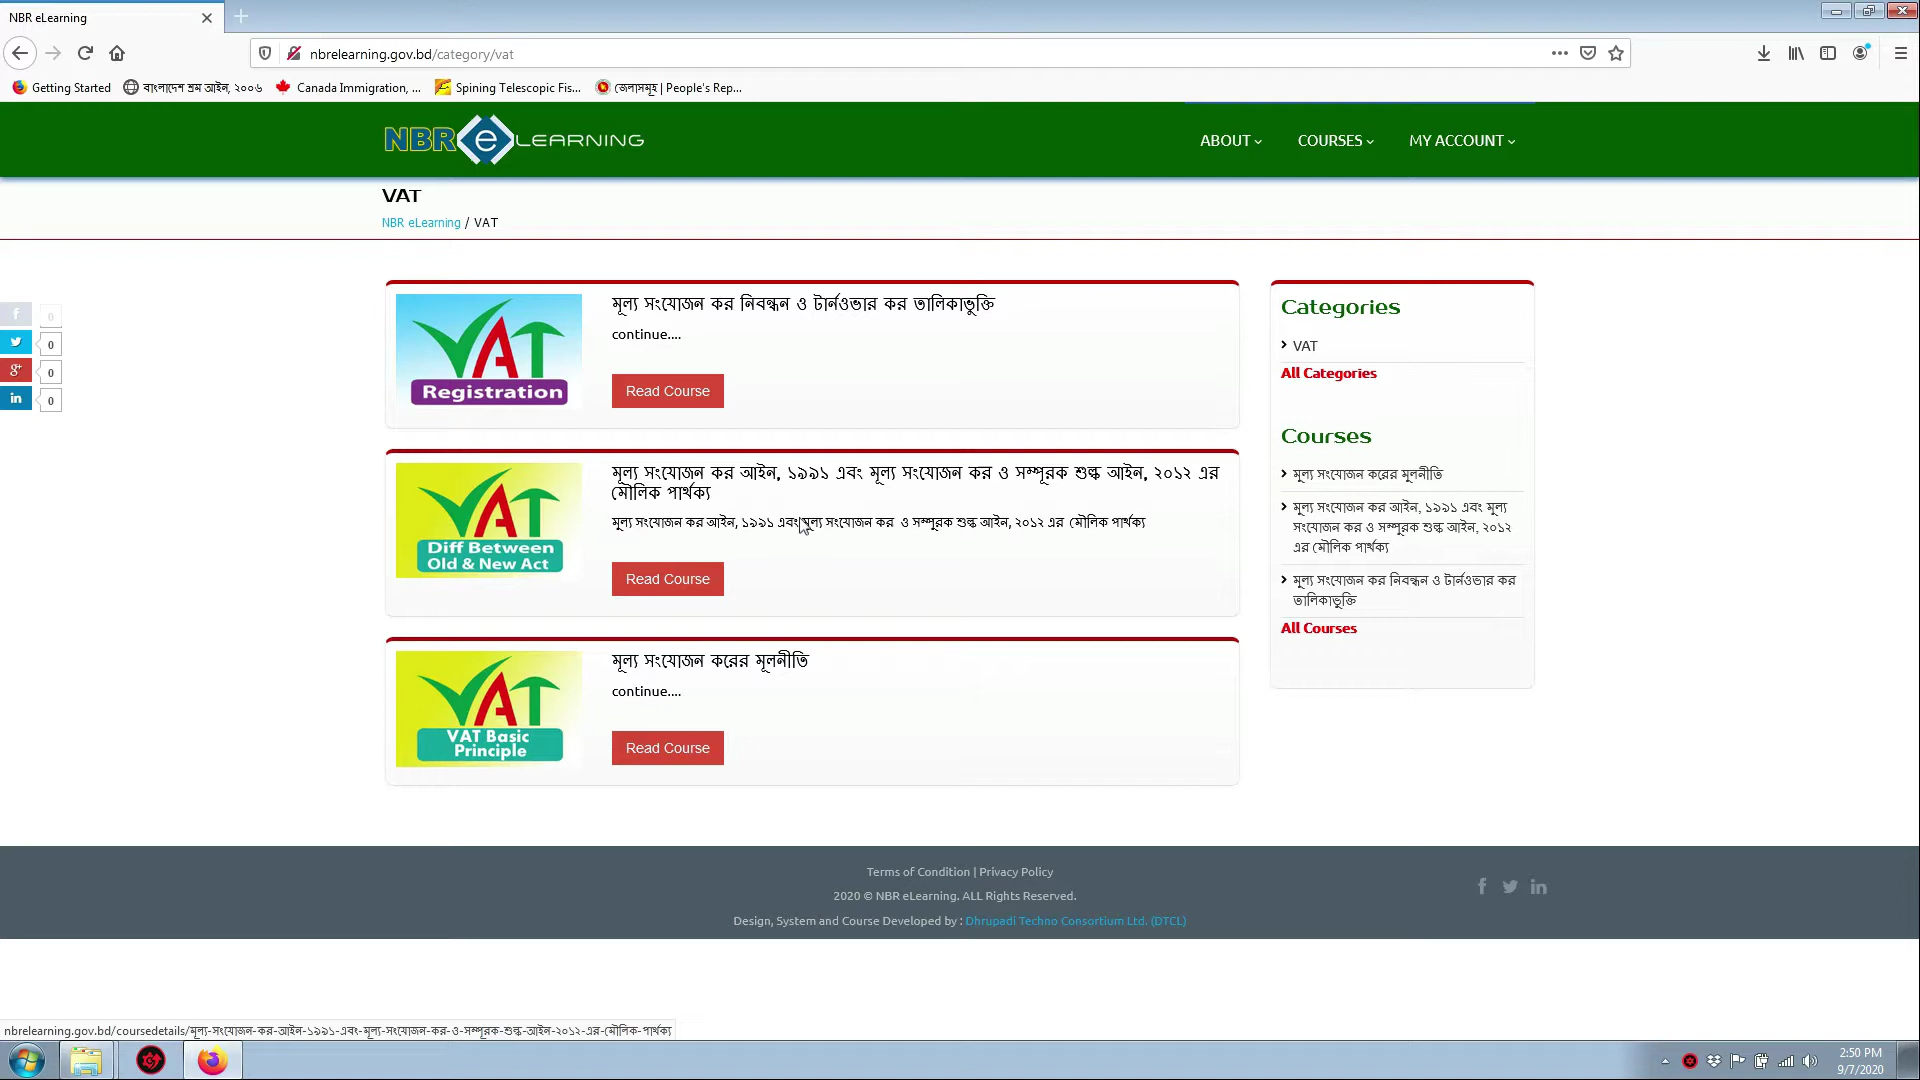 NBR eLearning
nbrelearning.gov.bd/category/vat
Getting Started
বাংলাদেশ শ্রম আইন, ২০০৬
Canada Immigration, ...
Spining Telescopic Fis...
জেলাসমূহ | People's Rep...
NBR e LEARNING
ABOUT
COURSES
MY ACCOUNT
VAT
NBR eLearning / VAT
f 0
0
g+ 0
in 0
VAT
Registration
মূল্য সংযোজন কর নিবন্ধন ও টার্নওভার কর তালিকাভুক্তি
continue....
Read Course
VAT
Diff Between
Old & New Act
মূল্য সংযোজন কর আইন, ১৯৯১ এবং মূল্য সংযোজন কর ও সম্পূরক শুল্ক আইন, ২০১২ এর
মৌলিক পার্থক্য
মূল্য সংযোজন কর আইন, ১৯৯১ এবং মূল্য সংযোজন কর ও সম্পূরক শুল্ক আইন, ২০১২ এর মৌলিক পার্থক্য
Read Course
VAT
VAT Basic
Principle
মূল্য সংযোজন করের মূলনীতি
continue....
Read Course
Categories
VAT
All Categories
Courses
মূল্য সংযোজন করের মূলনীতি
মূল্য সংযোজন কর আইন, ১৯৯১ এবং মূল্য
সংযোজন কর ও সম্পূরক শুল্ক আইন, ২০১২
এর মৌলিক পার্থক্য
মূল্য সংযোজন কর নিবন্ধন ও টার্নওভার কর
তালিকাভুক্তি
All Courses
Terms of Condition | Privacy Policy
2020 © NBR eLearning. ALL Rights Reserved.
Design, System and Course Developed by : Dhrupadi Techno Consortium Ltd. (DTCL)
nbrelearning.gov.bd/coursedetails/মূল্য-সংযোজন-কর-আইন-১৯৯১-এবং-মূল্য-সংযোজন-কর-ও-সম্পূরক-শুল্ক-আইন-২০১২-এর-মৌলিক-পার্থক্য
2:50 PM
9/7/2020